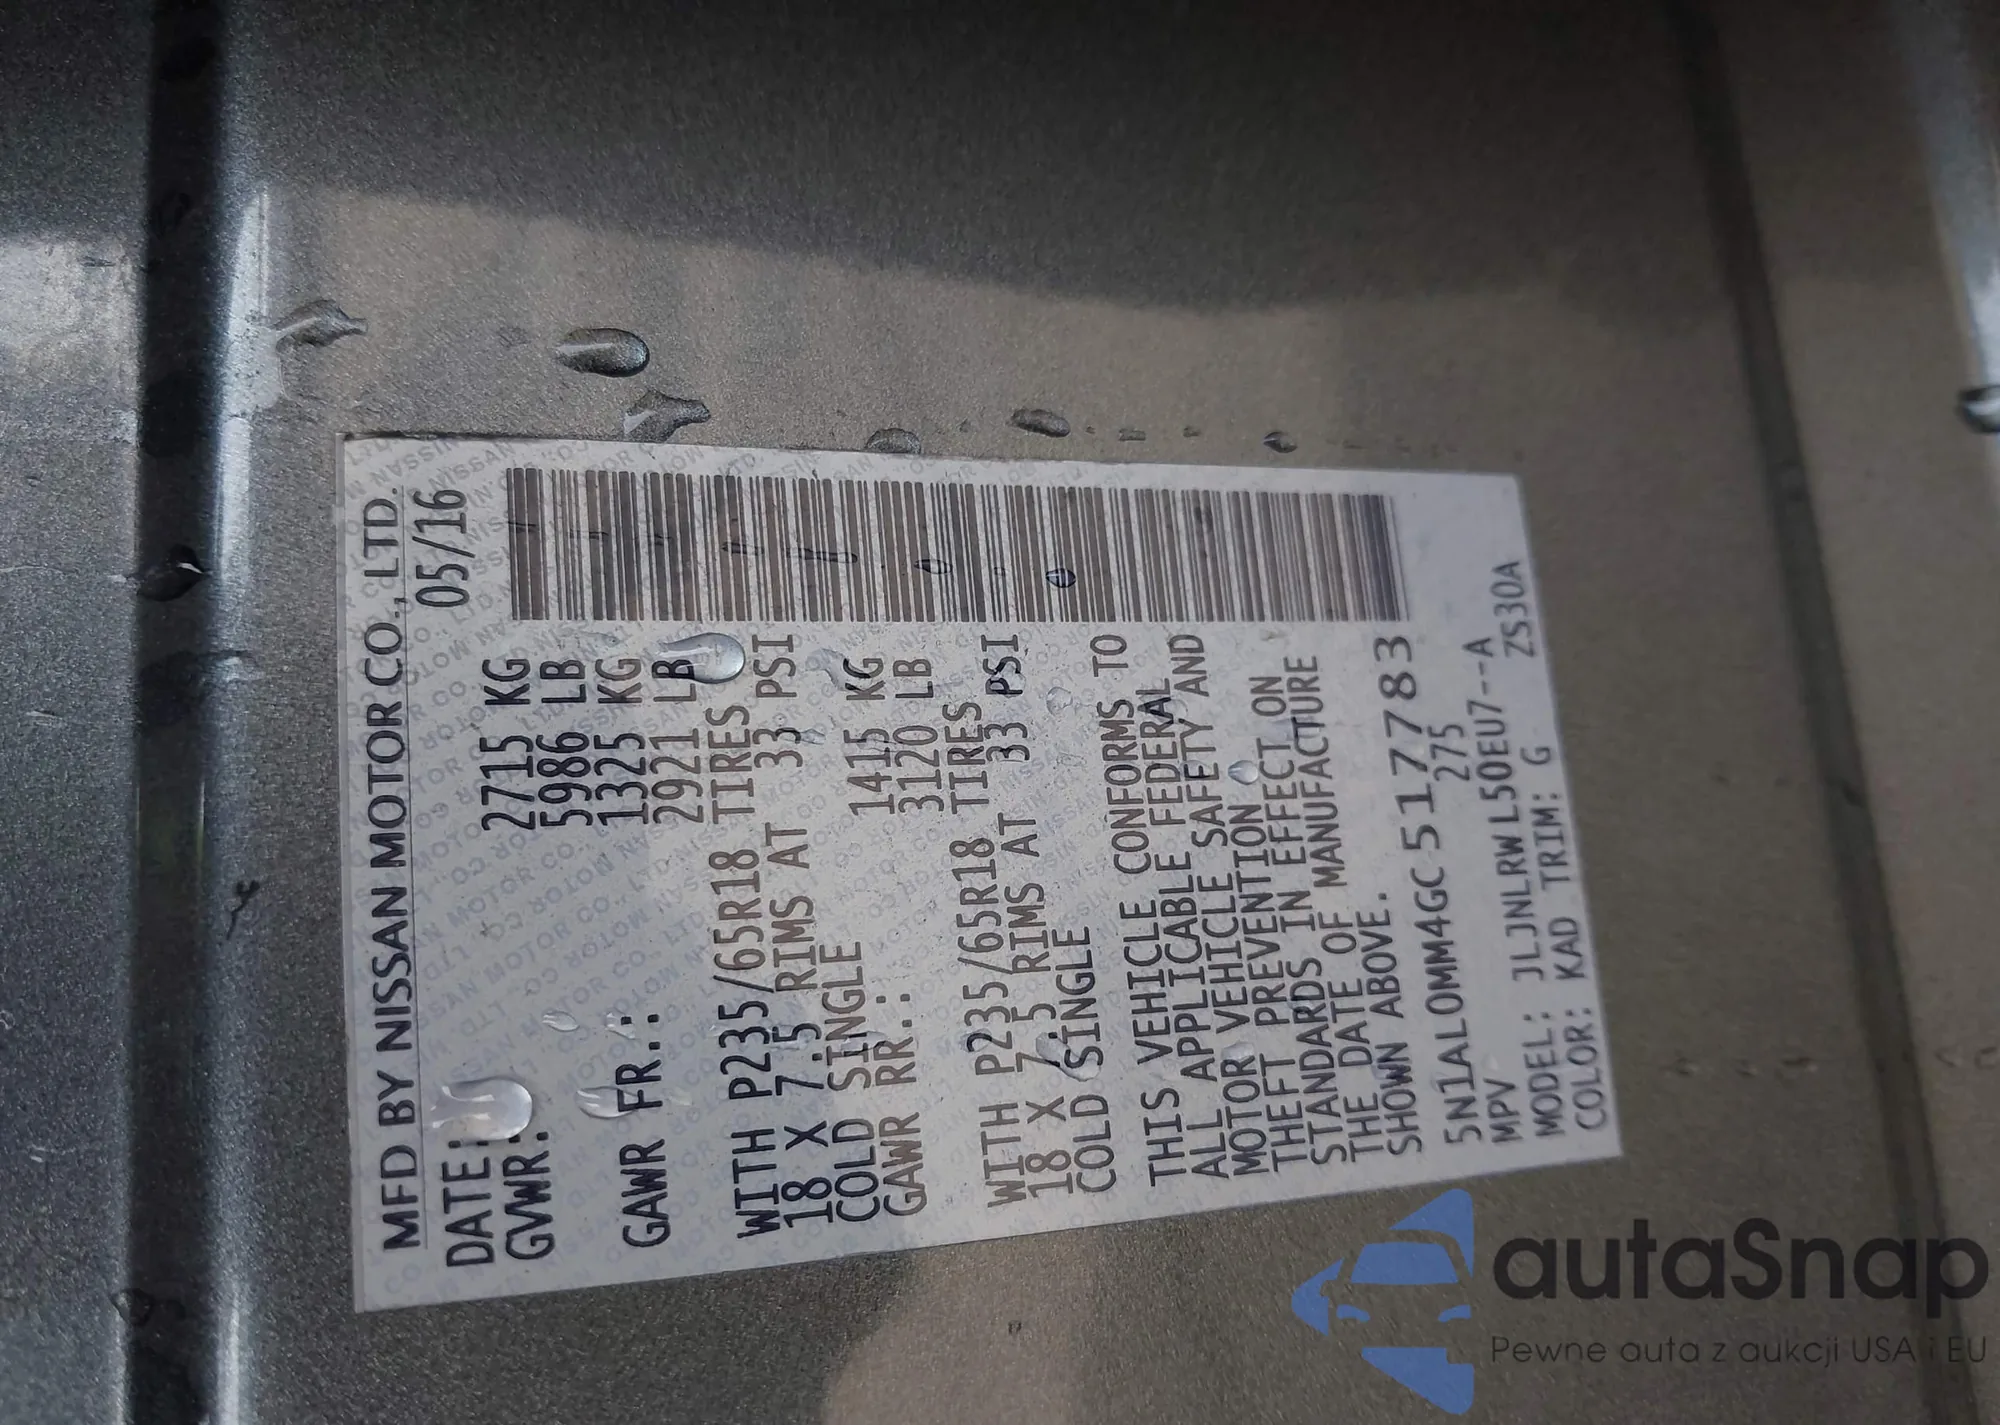 MFD BY NISSAN MOTOR CO., LTD.
DATE: 05/16
GVWR: 2715 KG
5986 LB
GAWR FR.: 1325 KG
2921 LB
WITH P235/65R18 TIRES
18 X 7.5 RIMS AT 33 PSI
COLD SINGLE
GAWR RR.: 1415 KG
3120 LB
WITH P235/65R18 TIRES
18 X 7.5 RIMS AT 33 PSI
COLD SINGLE
THIS VEHICLE CONFORMS TO
ALL APPLICABLE FEDERAL
MOTOR VEHICLE SAFETY AND
THEFT PREVENTION
STANDARDS IN EFFECT ON
THE DATE OF MANUFACTURE
SHOWN ABOVE.
5N1AL0MM4GC517783
MPV 275
MODEL: JLJNLRWL50EU7--A
COLOR: KAD TRIM: G ZS30A
autaSnap
Pewne auta z aukcji USA i EU